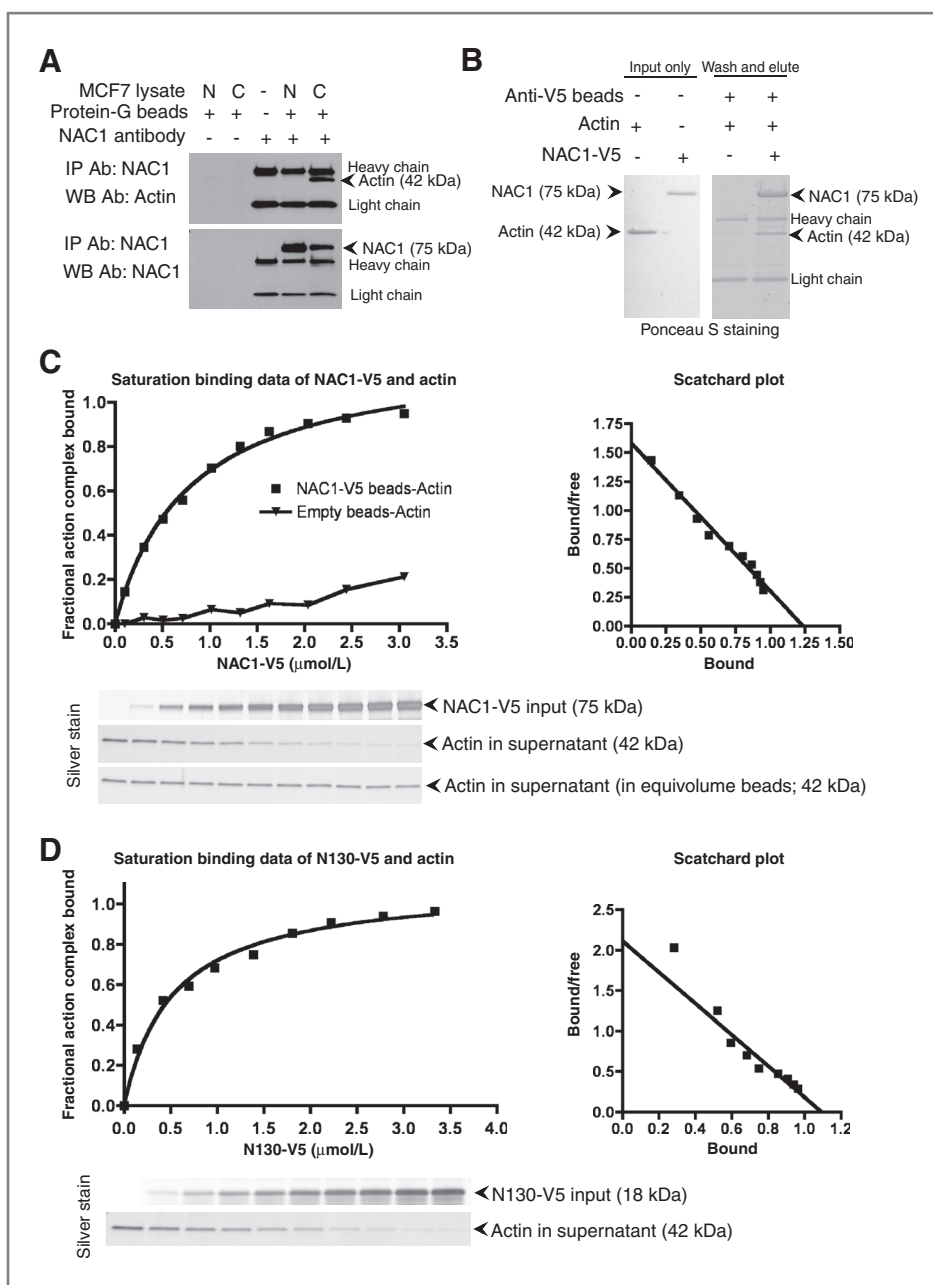 A
MCF7 lysate N C - N C
Protein-G beads + + + + +
NAC1 antibody - - + + +
IP Ab: NAC1
WB Ab: Actin
Heavy chain
Actin (42 kDa)
Light chain
IP Ab: NAC1
WB Ab: NAC1
NAC1 (75 kDa)
Heavy chain
Light chain
B
Input only Wash and elute
Anti-V5 beads - - + +
Actin + - + +
NAC1-V5 - + - +
NAC1 (75 kDa)
Actin (42 kDa)
NAC1 (75 kDa)
Heavy chain
Actin (42 kDa)
Light chain
Ponceau S staining
C
Saturation binding data of NAC1-V5 and actin
Fractional action complex bound
1.0
0.8
0.6
0.4
0.2
0.0
NAC1-V5 beads-Actin
Empty beads-Actin
0.0 0.5 1.0 1.5 2.0 2.5 3.0 3.5
NAC1-V5 (μmol/L)
Scatchard plot
Bound/free
1.75
1.50
1.25
1.00
0.75
0.50
0.25
0.00
0.00 0.25 0.50 0.75 1.00 1.25 1.50
Bound
Silver stain
NAC1-V5 input (75 kDa)
Actin in supernatant (42 kDa)
Actin in supernatant (in equivolume beads; 42 kDa)
D
Saturation binding data of N130-V5 and actin
Fractional action complex bound
1.0
0.8
0.6
0.4
0.2
0.0
0.0 0.5 1.0 1.5 2.0 2.5 3.0 3.5 4.0
N130-V5 (μmol/L)
Scatchard plot
Bound/free
2.5
2.0
1.5
1.0
0.5
0.0
0.0 0.2 0.4 0.6 0.8 1.0 1.2
Bound
Silver stain
N130-V5 input (18 kDa)
Actin in supernatant (42 kDa)